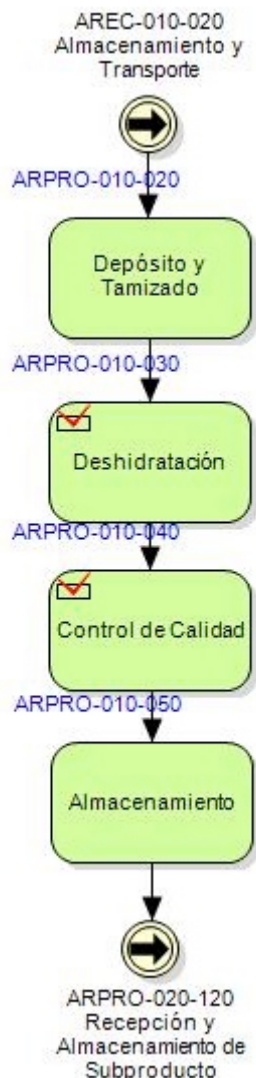 AREC-010-020
Almacenamiento y
Transporte
ARPRO-010-020
Depósito y
Tamizado
ARPRO-010-030
Deshidratación
ARPRO-010-040
Control de Calidad
ARPRO-010-050
Almacenamiento
ARPRO-020-120
Recepción y
Almacenamiento de
Subproducto